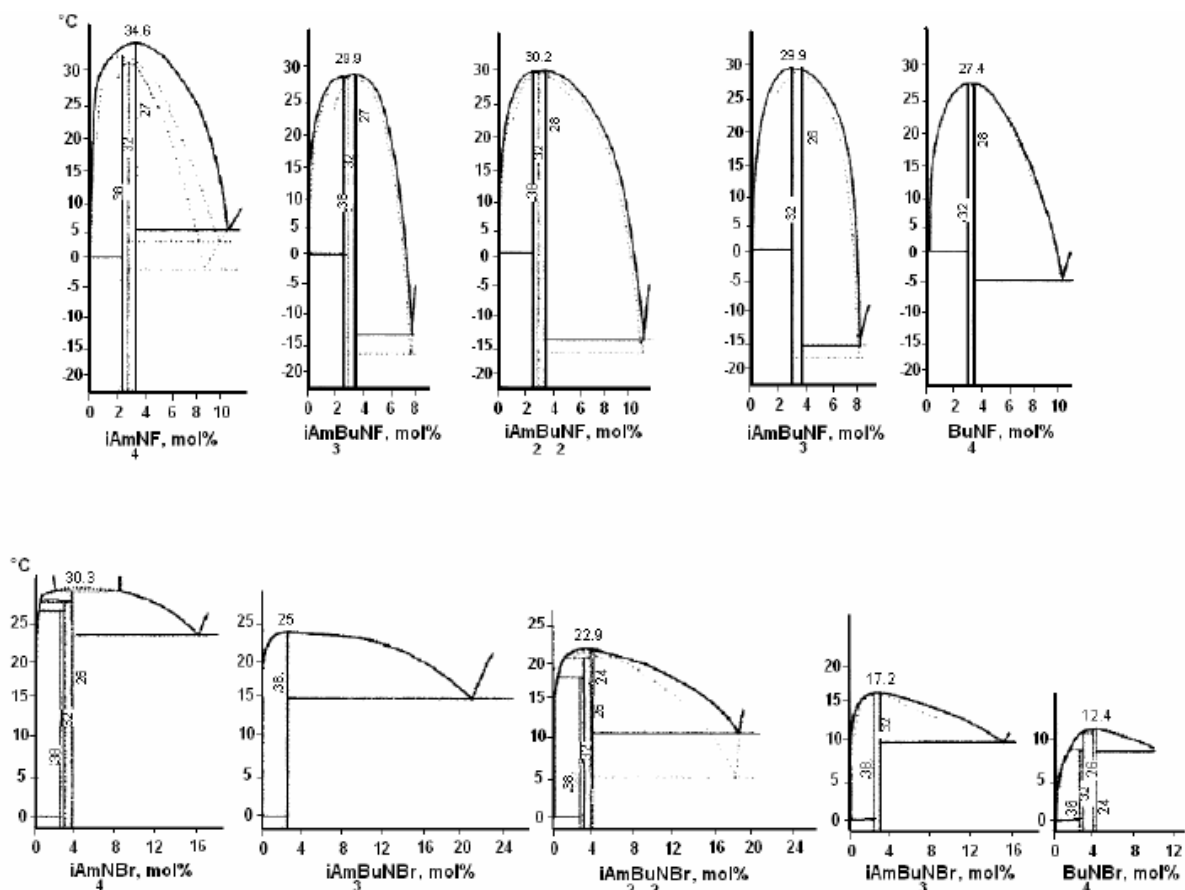 °C
34.6
29.9
30.2
29.9
27.4
30 25 20 15 10 5 0 -5 -10 -15 -20
38 32 27
0 2 4 6 8 10
iAmNF, mol%
4
30 25 20 15 10 5 0 -5 -10 -15 -20
38 32 27
0 2 4 6 8
iAmBuNF, mol%
3
30 25 20 15 10 5 0 -5 -10 -15 -20
38 32 28
0 2 4 6 8 10
iAmBuNF, mol%
2 2
30 25 20 15 10 5 0 -5 -10 -15 -20
32 26
0 2 4 6 8
iAmBuNF, mol%
3
30 25 20 15 10 5 0 -5 -10 -15 -20
32 28
0 4 6 8 10
BuNF, mol%
4
°C
30.3
25
22.9
17.2
12.4
25 20 15 10 5 0
38 32 26
0 4 8 12 16
iAmNBr, mol%
4
25 20 15 10 5 0
38
0 4 8 12 16 20 24
iAmBuNBr, mol%
3
25 20 15 10 5 0
38 32 26 24
0 4 8 12 16 20 24
iAmBuNBr, mol%
20 15 10 5 0
38 32
0 4 8 12 16
iAmBuNBr, mol%
3
10 5 0
38 32 26 24
0 4 8 12
BuNBr, mol%
4